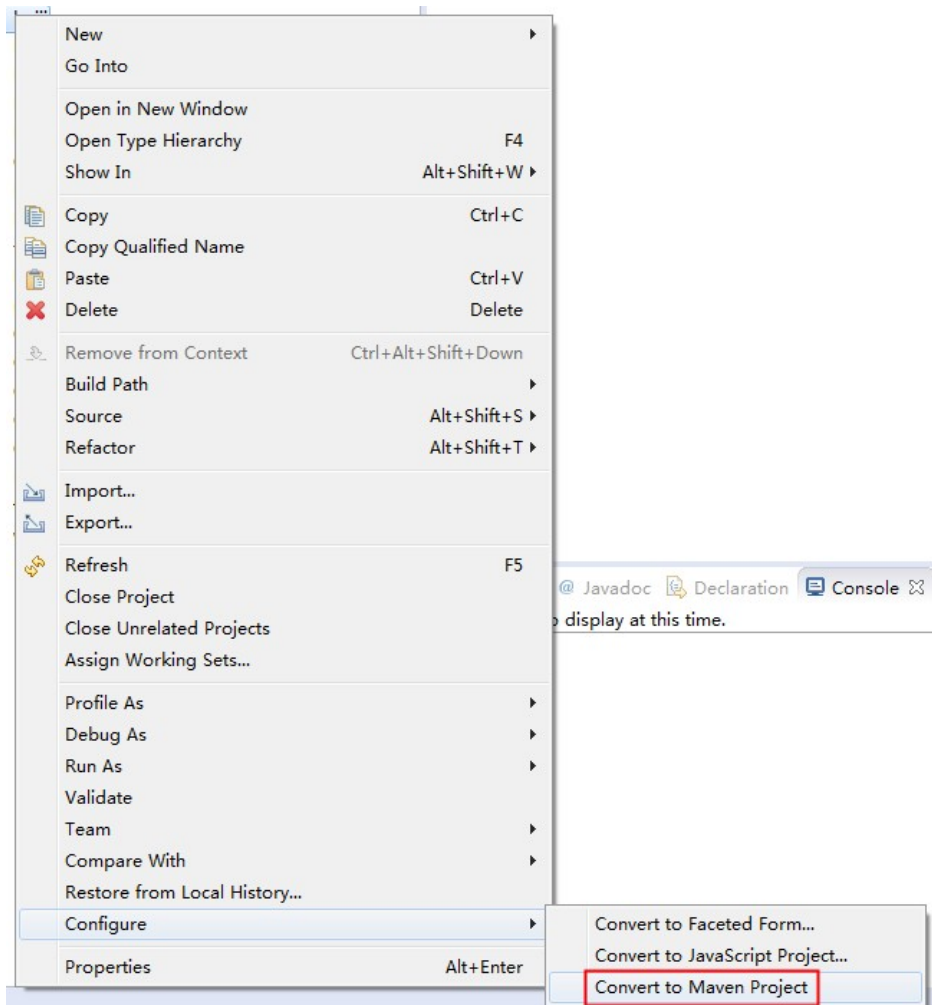 New
Go Into
Open in New Window
Open Type Hierarchy F4
Show In Alt+Shift+W
Copy Ctrl+C
Copy Qualified Name
Paste Ctrl+V
Delete Delete
Remove from Context Ctrl+Alt+Shift+Down
Build Path
Source Alt+Shift+S
Refactor Alt+Shift+T
Import...
Export...
Refresh F5
Close Project
Close Unrelated Projects
Assign Working Sets...
@ Javadoc Declaration Console
display at this time.
Profile As
Debug As
Run As
Validate
Team
Compare With
Restore from Local History...
Configure
Properties Alt+Enter
Convert to Faceted Form...
Convert to JavaScript Project...
Convert to Maven Project